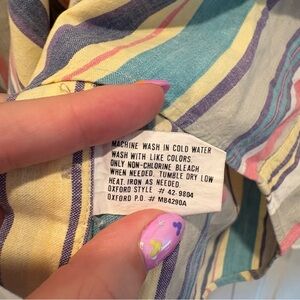 MACHINE WASH IN COLD WATER
WASH WITH LIKE COLORS.
ONLY NON-CHLORINE BLEACH
WHEN NEEDED. TUMBLE DRY LOW
HEAT. IRON AS NEEDED.
OXFORD STYLE # 42-9804
OXFORD P.O. # MB4290A